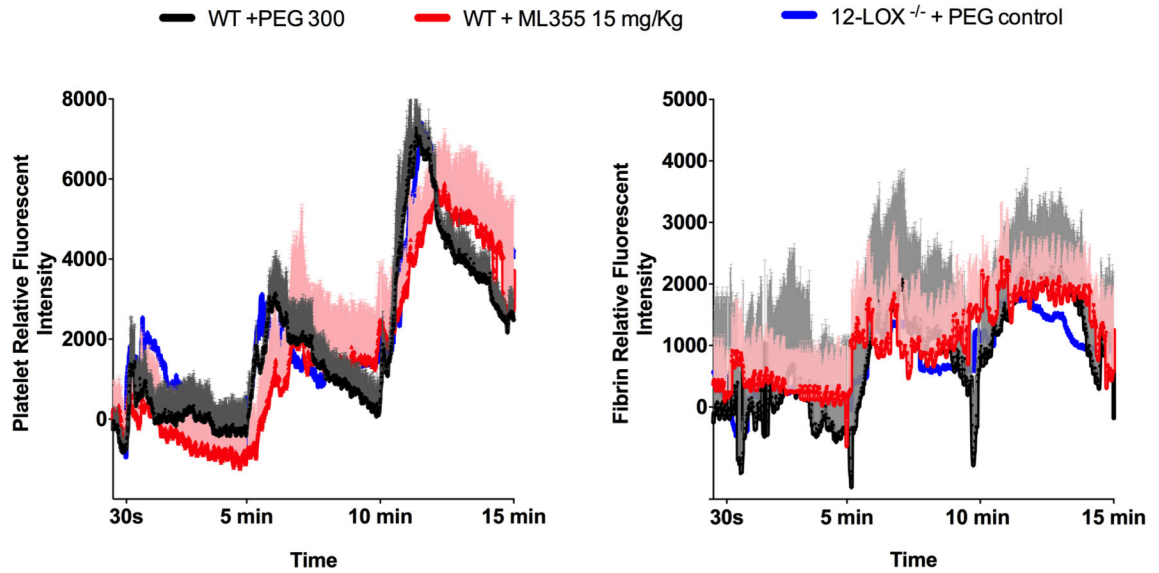 WT +PEG 300
WT + ML355 15 mg/Kg
12-LOX -/- + PEG control
Platelet Relative Fluorescent
Intensity
8000
6000
4000
2000
0
30s 5 min 10 min 15 min
Time
Fibrin Relative Fluorescent
Intensity
5000
4000
3000
2000
1000
0
30s 5 min 10 min 15 min
Time